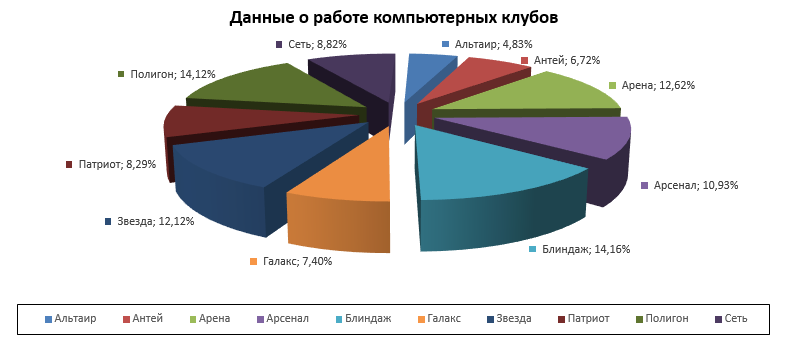 Данные о работе компьютерных клубов
Сеть; 8,82%
Альтаир; 4,83%
Антей; 6,72%
Полигон; 14,12%
Арена; 12,62%
Патриот; 8,29%
Арсенал; 10,93%
Звезда; 12,12%
Блиндаж; 14,16%
Галакс; 7,40%
Альтаир Антей Арена Арсенал Блиндаж Галакс Звезда Патриот Полигон Сеть